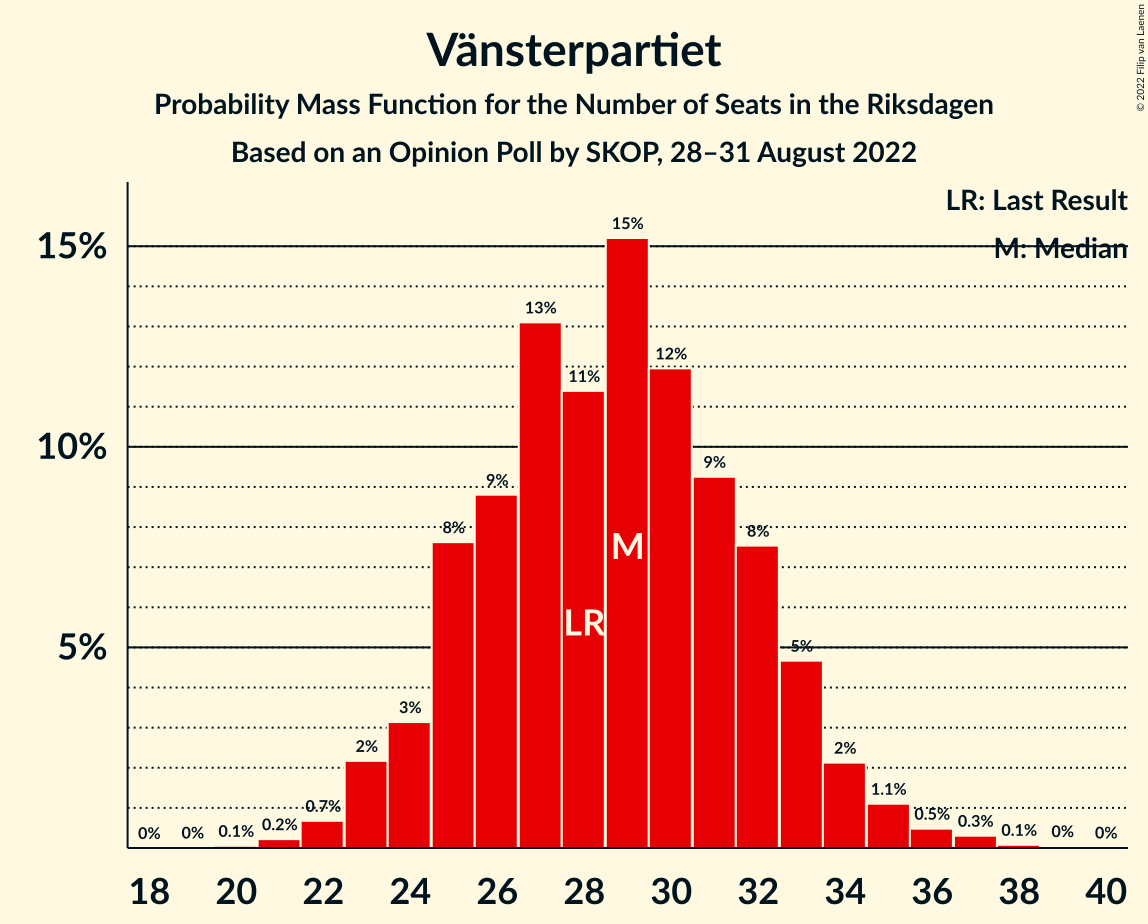 Vänsterpartiet
Probability Mass Function for the Number of Seats in the Riksdagen
Based on an Opinion Poll by SKOP, 28–31 August 2022
© 2022 Filip van Laenen
LR: Last Result
M: Median
15%
10%
5%
0%
0%
0.1%
0.2%
0.7%
2%
3%
8%
9%
13%
11%
15%
12%
9%
8%
5%
2%
1.1%
0.5%
0.3%
0.1%
0%
0%
M
LR
18 20 22 24 26 28 30 32 34 36 38 40